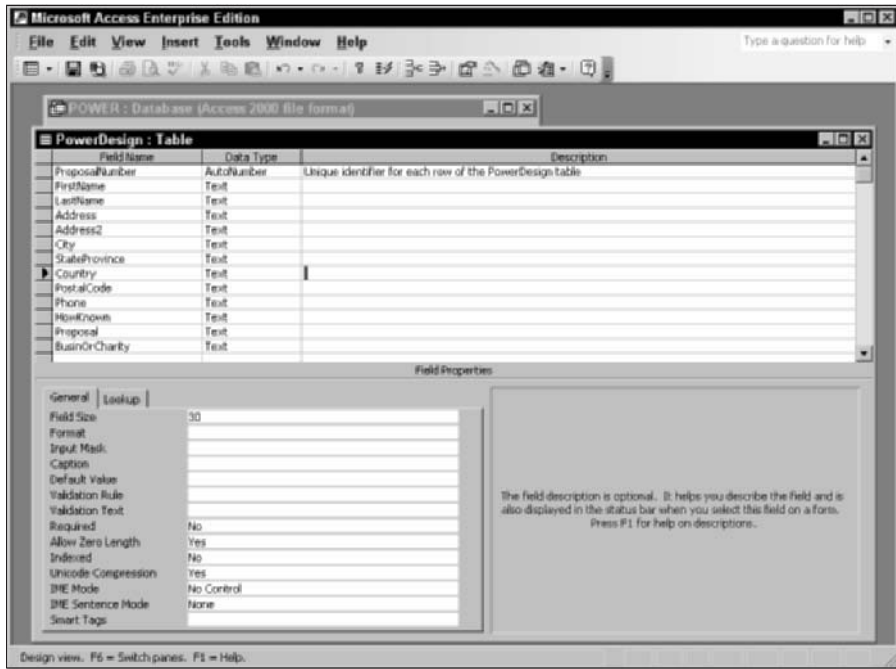 Microsoft Access Enterprise Edition
File Edit View Insert Tools Window Help
Type a question for help
POWER : Database (Access 2000 file format)
PowerDesign : Table
Field Name Data Type Description
ProposalNumber AutoNumber Unique identifier for each row of the PowerDesign table
FirstName Text
LastName Text
Address Text
Address2 Text
City Text
StateProvince Text
Country Text
PostalCode Text
Phone Text
HowKnown Text
Proposal Text
BusinOrCharity Text
Field Properties
General Lookup
Field Size 30
Format
Input Mask
Caption
Default Value
Validation Rule
Validation Text
Required No
Allow Zero Length Yes
Indexed No
Unicode Compression Yes
IME Mode No Control
IME Sentence Mode None
Smart Tags
The field description is optional. It helps you describe the field and is
also displayed in the status bar when you select this field on a form.
Press F1 for help on descriptions.
Design view. F6 = Switch panes. F1 = Help.